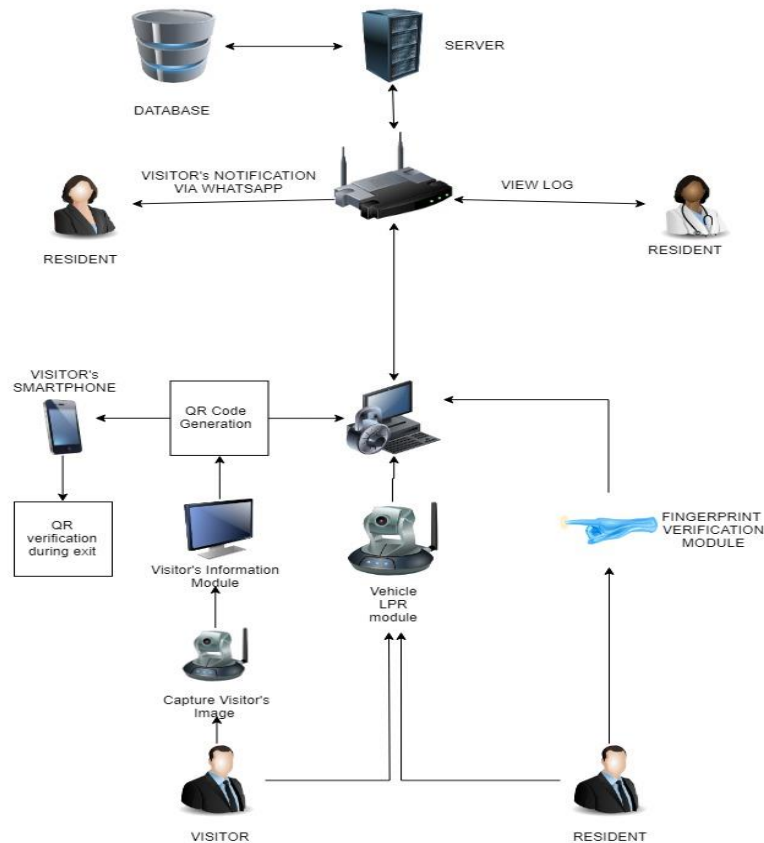 SERVER
DATABASE
VISITOR's NOTIFICATION
VIA WHATSAPP
VIEW LOG
RESIDENT
RESIDENT
VISITOR's
SMARTPHONE
QR Code
Generation
QR
verification
during exit
Visitor's Information
Module
Vehicle
LPR
module
FINGERPRINT
VERIFICATION
MODULE
Capture Visitor's
Image
VISITOR
RESIDENT